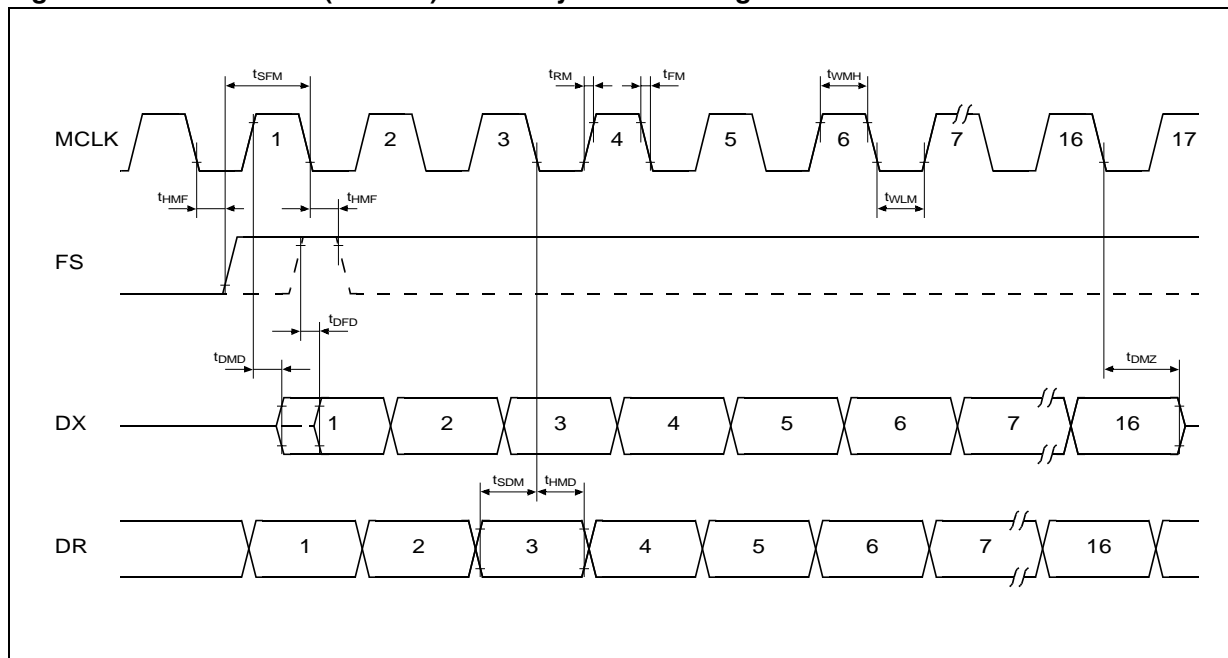 tSFM tRM tFM tWMH
MCLK 1 2 3 4 5 6 7 16 17
tHMF tHMF tWLM
FS
tDFD
tDMD tDMZ
DX 1 2 3 4 5 6 7 16
tSDM tHMD
DR 1 2 3 4 5 6 7 16